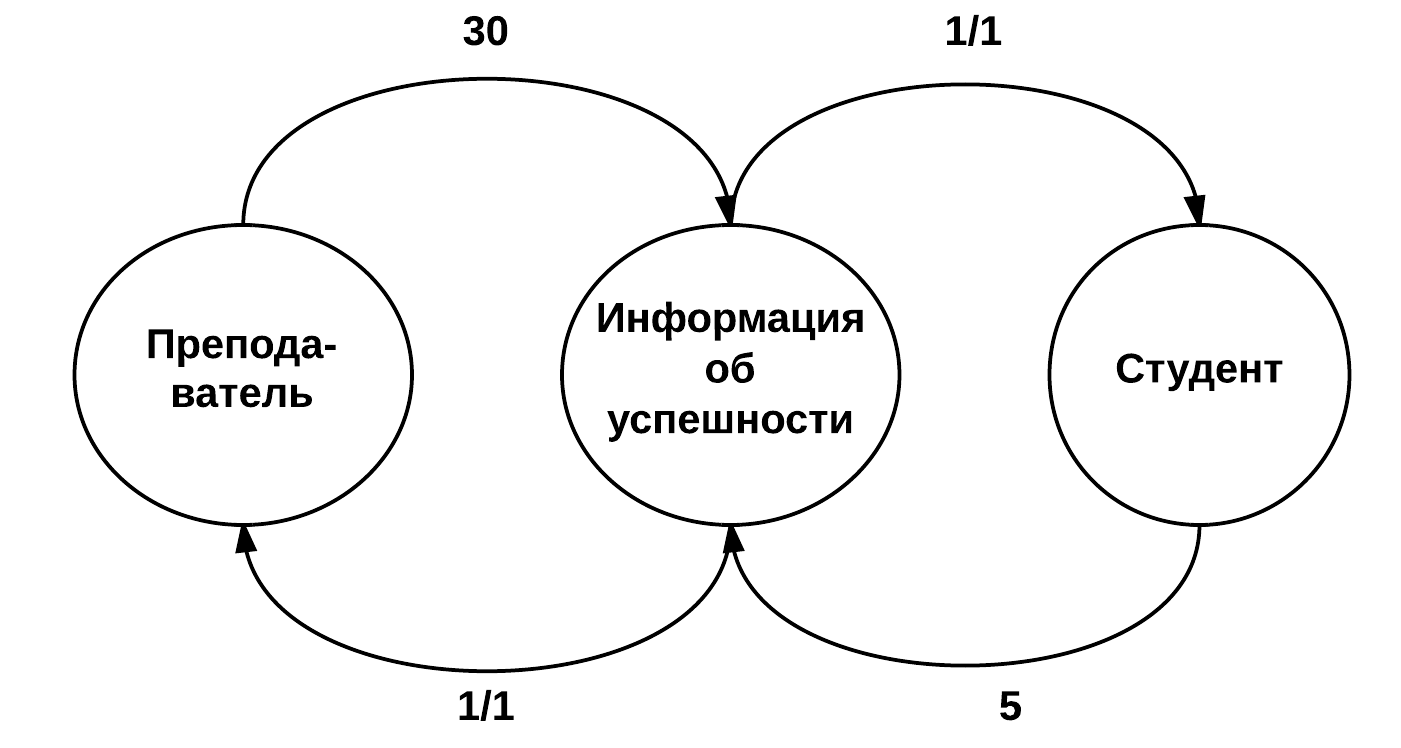 30
1/1
Препода-
ватель
Информация
об
успешности
Студент
1/1
5